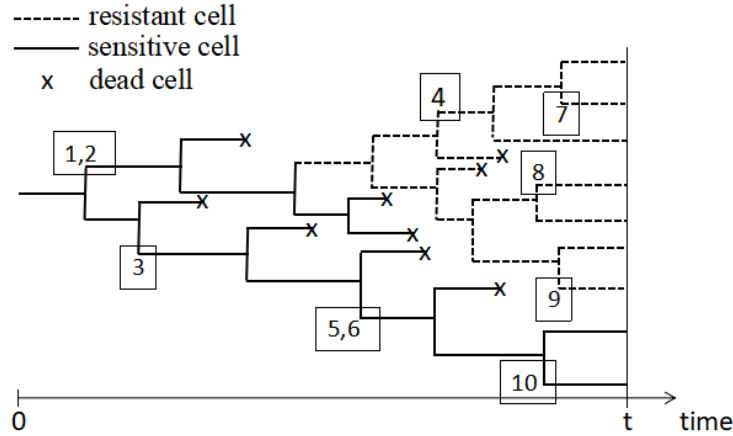 resistant cell
sensitive cell
x dead cell
4
7
1,2
x
x
8
x
x
x
3
x
x
x
x
9
5,6
10
0 t time